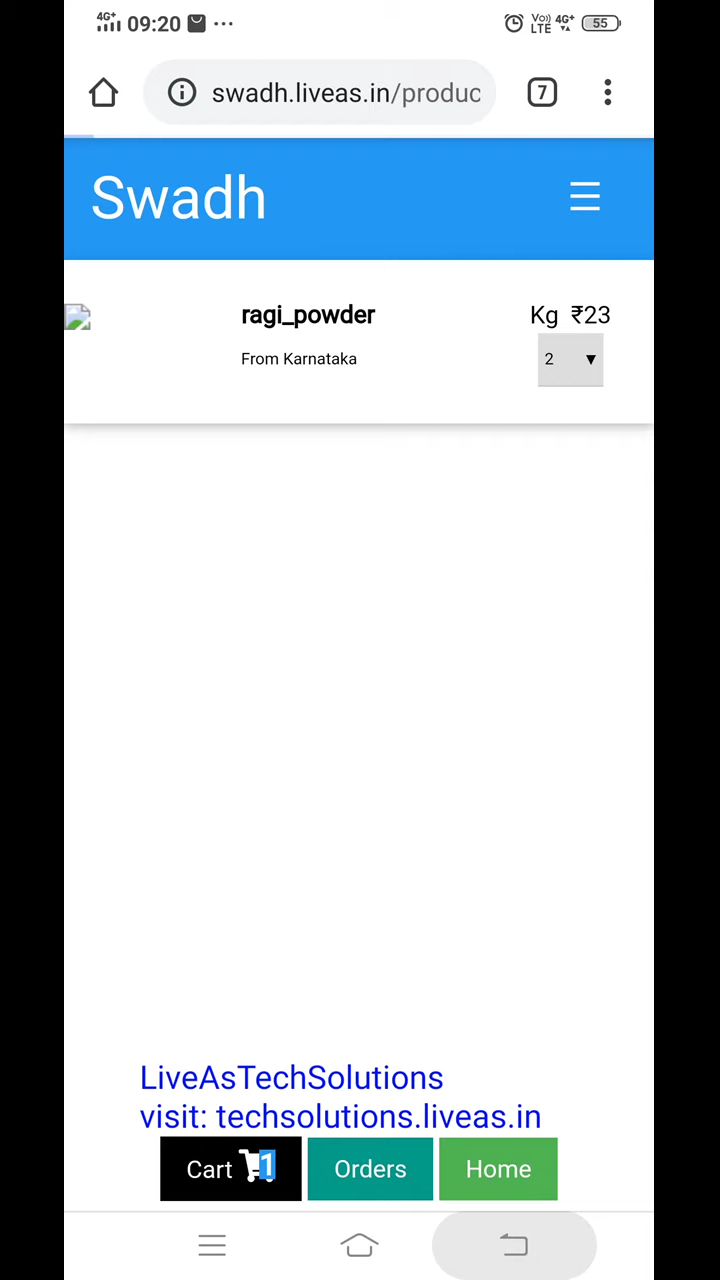 4G+ 09:20 ... Vo)) LTE 4G+ 55
swadh.liveas.in/produc 7
Swadh
ragi_powder Kg ₹23
From Karnataka 2
LiveAsTechSolutions
visit: techsolutions.liveas.in
Cart 1 Orders Home